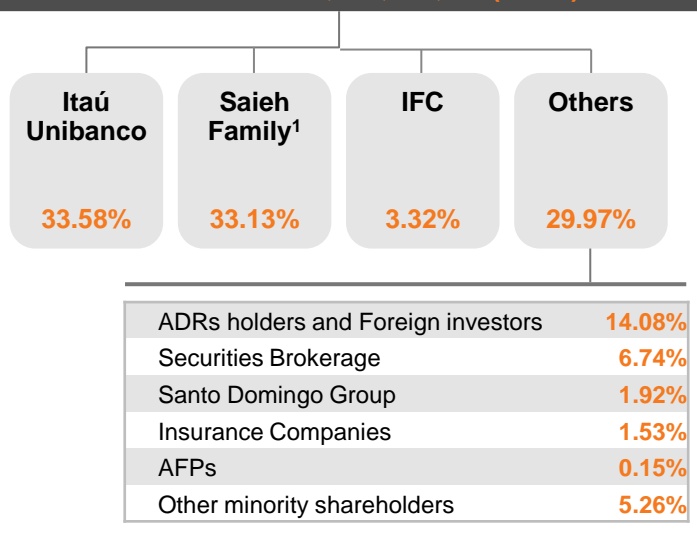 Itaú Unibanco
33.58%
Saieh Family¹
33.13%
IFC
3.32%
Others
29.97%
ADRs holders and Foreign investors 14.08%
Securities Brokerage 6.74%
Santo Domingo Group 1.92%
Insurance Companies 1.53%
AFPs 0.15%
Other minority shareholders 5.26%